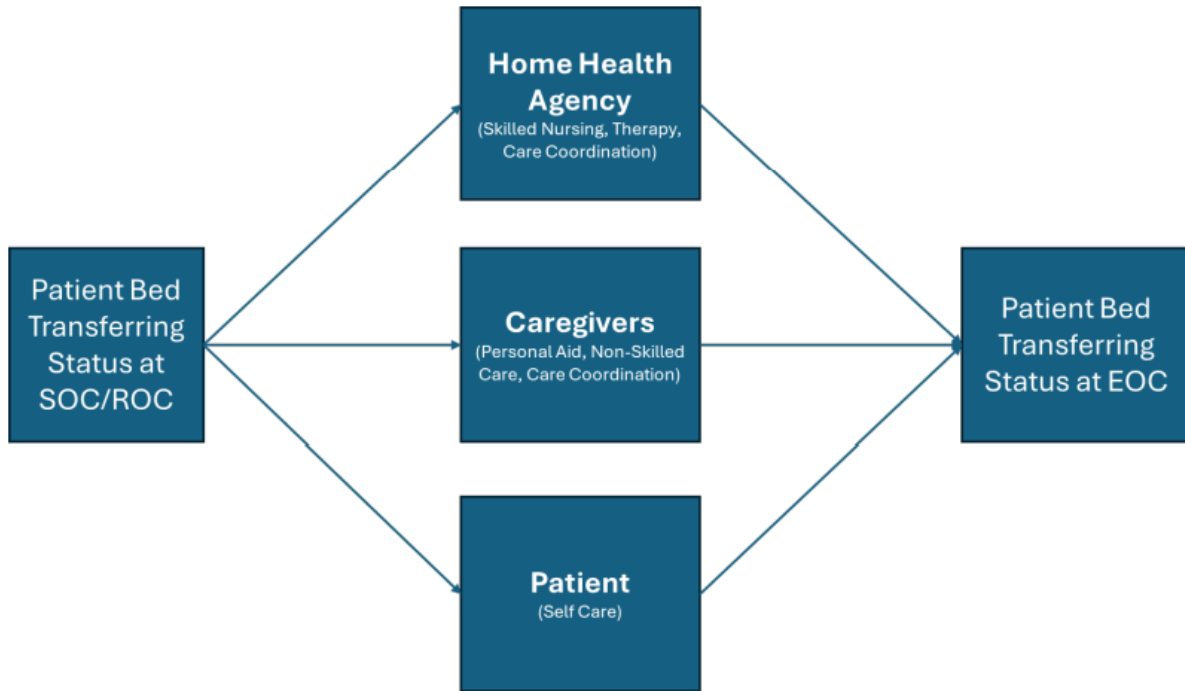 Home Health
Agency
(Skilled Nursing, Therapy,
Care Coordination)
Patient Bed
Transferring
Status at
SOC/ROC
Caregivers
(Personal Aid, Non-Skilled
Care, Care Coordination)
Patient Bed
Transferring
Status at EOC
Patient
(Self Care)